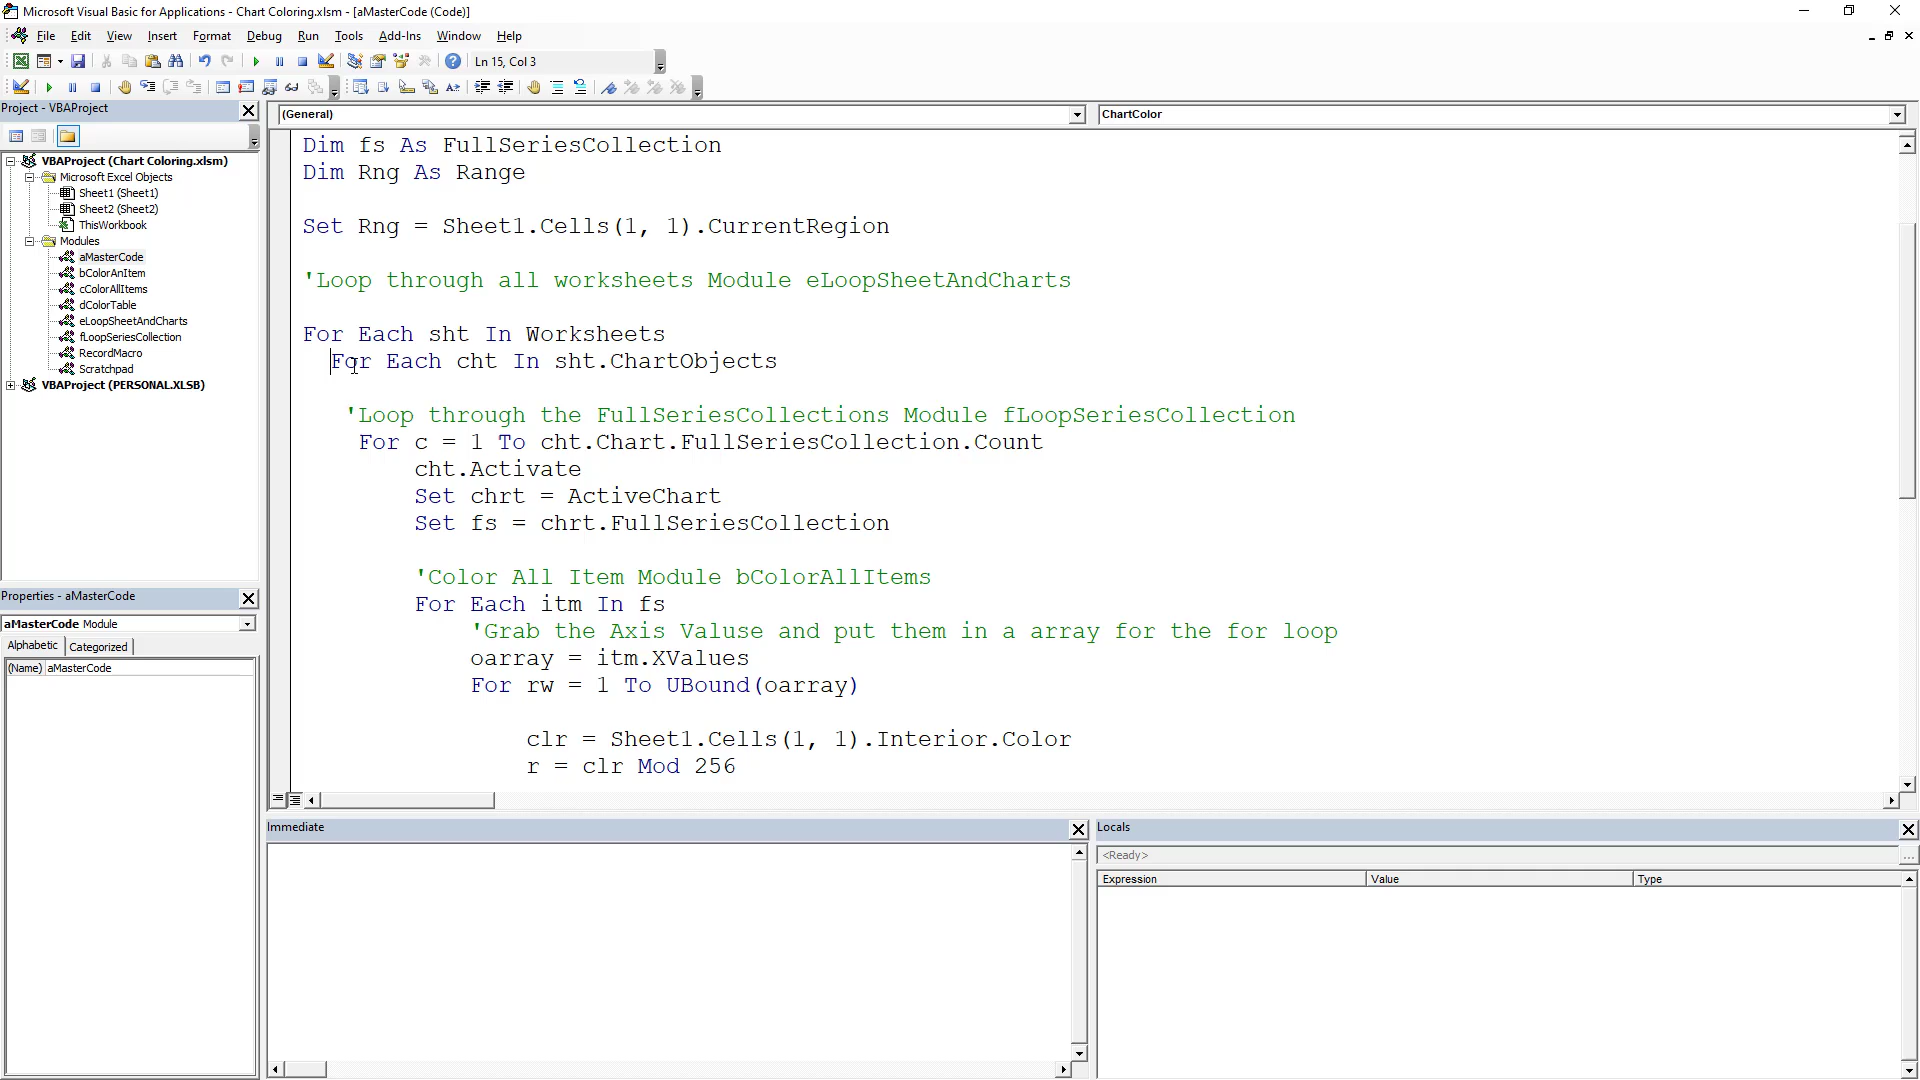 Microsoft Visual Basic for Applications - Chart Coloring.xlsm - [aMasterCode (Code)]
File Edit View Insert Format Debug Run Tools Add-Ins Window Help
Ln 15, Col 3
Project - VBAProject
(General)
ChartColor
VBAProject (Chart Coloring.xlsm)
Microsoft Excel Objects
Sheet1 (Sheet1)
Sheet2 (Sheet2)
ThisWorkbook
Modules
aMasterCode
bColorAnItem
cColorAllItems
dColorTable
eLoopSheetAndCharts
fLoopSeriesCollection
RecordMacro
Scratchpad
VBAProject (PERSONAL.XLSB)
Properties - aMasterCode
aMasterCode Module
Alphabetic Categorized
(Name) aMasterCode
Dim fs As FullSeriesCollection
Dim Rng As Range
Set Rng = Sheet1.Cells(1, 1).CurrentRegion
'Loop through all worksheets Module eLoopSheetAndCharts
For Each sht In Worksheets
For Each cht In sht.ChartObjects
'Loop through the FullSeriesCollections Module fLoopSeriesCollection
For c = 1 To cht.Chart.FullSeriesCollection.Count
cht.Activate
Set chrt = ActiveChart
Set fs = chrt.FullSeriesCollection
'Color All Item Module bColorAllItems
For Each itm In fs
'Grab the Axis Valuse and put them in a array for the for loop
oarray = itm.XValues
For rw = 1 To UBound(oarray)
clr = Sheet1.Cells(1, 1).Interior.Color
r = clr Mod 256
Immediate
Locals
<Ready>
...
Expression Value Type